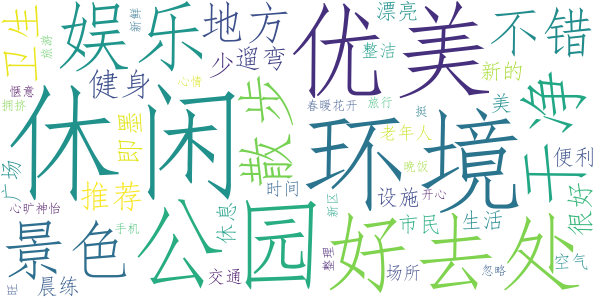 卫生
娱乐
新鲜
旅游
地方
少
遛弯
优美
漂亮
整洁
不错
新的
惬意
拥挤
健身
心情
休闲
即墨
散步
春暖花开
旅行
挺
美
老年人
晚饭
环境
干净
便利
广场
心旷神怡
推荐
手机
时间
设施
开心
新区
很好
景色
旺
晨练
公园
休息
交通
好去处
整理
市民
场所
生活
忽略
空气